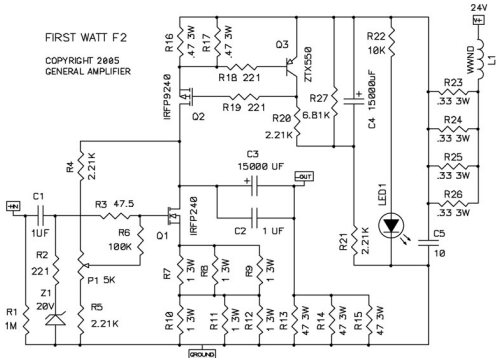 24V
V+
FIRST WATT F2
COPYRIGHT 2005
GENERAL AMPLIFIER
R16
.47 3W
R17
.47 3W
Q3
ZTX550
R22
10K
WWND
L1
R18 221
R23
.33 3W
IRFP9240
R19 221
Q2
R20
2.21K
R27
6.81K
C4
15000uF
+
R24
.33 3W
R4
2.21K
C3
15000 UF
+
-OUT
R25
.33 3W
+IN
C1
1UF
R3 47.5
IRFP240
LED1
R26
.33 3W
R6
100K
Q1
C2
1 UF
R21
2.21K
C5
10
R2
221
P1 5K
R7
1 3W
R8
1 3W
R9
1 3W
Z1
20V
R1
1M
R5
2.21K
R10
1 3W
R11
1 3W
R12
1 3W
R13
47 3W
R14
47 3W
R15
47 3W
GROUND